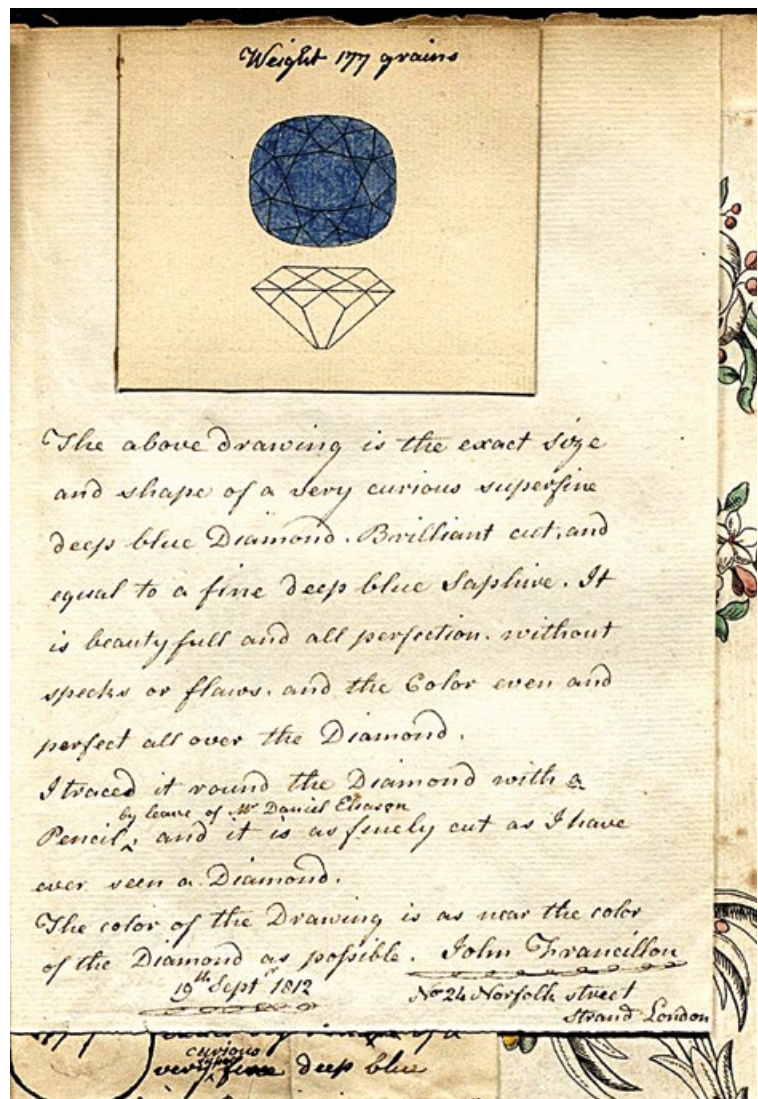 Weight 177 grains
The above drawing is the exact size
and shape of a very curious superfine
deep blue Diamond. Brilliant cut, and
equal to a fine deep blue Saphire. It
is beautyfull and all perfection. without
specks or flaws. and the Color even and
perfect all over the Diamond.
I traced it round the Diamond with a
by leave of Mr Daniel Eliason
Pencil, and it is as finely cut as I have
ever seen a Diamond.
The color of the Drawing is as near the color
of the Diamond as possible. John Francillon
19th Septr 1812
No 24 Norfolk street
Strand London
curious
very fine deep blue